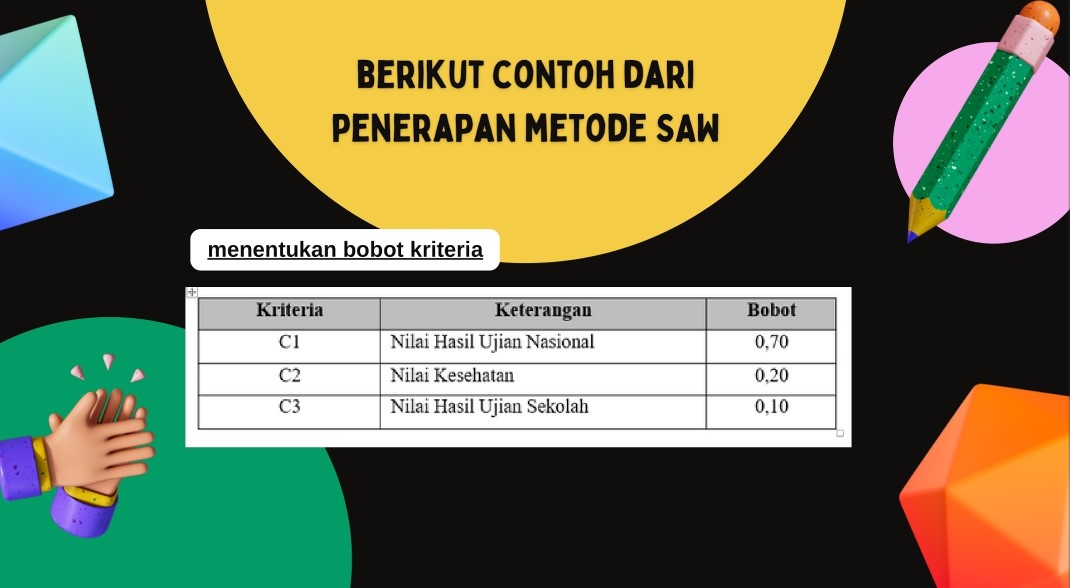 BERIKUT CONTOH DARI
PENERAPAN METODE SAW
menentukan bobot kriteria
Kriteria Keterangan Bobot
C1 Nilai Hasil Ujian Nasional 0,70
C2 Nilai Kesehatan 0,20
C3 Nilai Hasil Ujian Sekolah 0,10